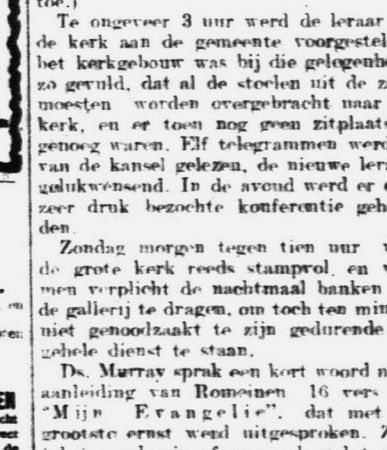 toe.)
Te ongeveer 3 uur werd de leraar
de kerk aan de gemeente voorgestel
het kerkgebouw was bij die gelegenhe
zo gevuld, dat al de stoelen uit de z
moesten worden overgebracht naar
kerk, en er toen nog geen zitplaats
genoeg waren. Elf telegrammen werd
van de kansel gelezen, de nieuwe lera
gelukwensend. In de avond werd er e
zeer druk bezochte konferentie geh
den.
Zondag morgen tegen tien uur w
de grote kerk reeds stamprol, en v
men verplicht de nachtmaal banken
de gallerij te dragen, om toch ten min
niet genoodzaakt te zijn gedurende
gehele dienst te staan.
Ds. Murray sprak een kort woord n
aanleiding van Romeinen 16 vers
"Mijn Evangelie", dat met
grootste ernst werd uitgesproken. Z
en
EN